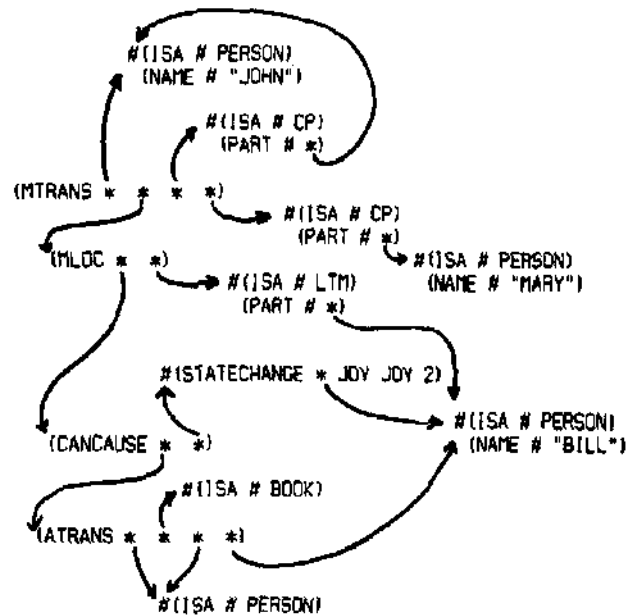 #(ISA # PERSON)
(NAME # "JOHN")
#(ISA # CP)
(PART # *)
(MTRANS * * * *)
#(ISA # CP)
(PART # *)
(MLOC * *)
#(ISA # PERSON)
(NAME # "MARY")
#(ISA # LTM)
(PART # *)
#(STATECHANGE * JOY JOY 2)
#(ISA # PERSON)
(NAME # "BILL")
(CANCAUSE * *)
#(ISA # BOOK)
(ATRANS * * * *)
#(ISA # PERSON)